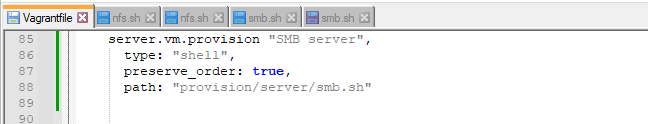 Vagrantfile nfs.sh nfs.sh smb.sh smb.sh
85 server.vm.provision "SMB server",
86 type: "shell",
87 preserve_order: true,
88 path: "provision/server/smb.sh"
89
90